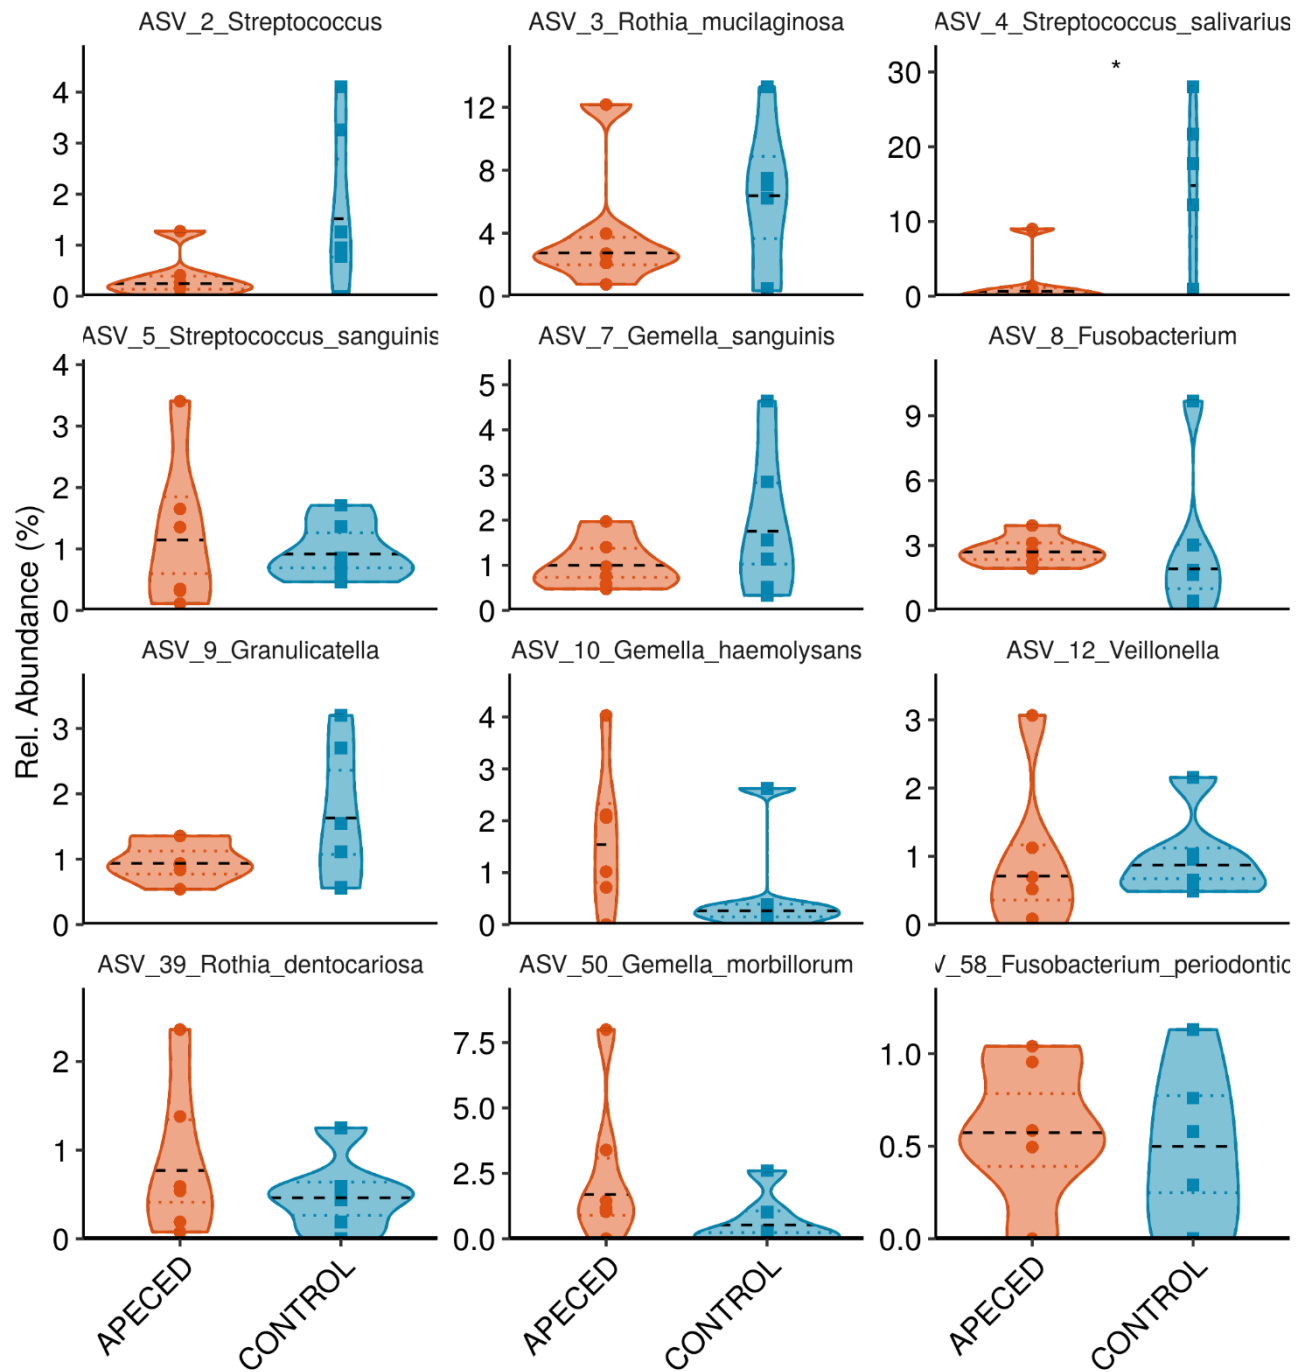 ASV_2_Streptococcus
ASV_3_Rothia_mucilaginosa
ASV_4_Streptococcus_salivarius
4
3
2
1
0
12
8
4
0
30
20
10
0
*
ASV_5_Streptococcus_sanguinis
ASV_7_Gemella_sanguinis
ASV_8_Fusobacterium
4
3
2
1
0
5
4
3
2
1
0
9
6
3
0
Rel. Abundance (%)
ASV_9_Granulicatella
ASV_10_Gemella_haemolysans
ASV_12_Veillonella
3
2
1
0
4
3
2
1
0
3
2
1
0
ASV_39_Rothia_dentocariosa
ASV_50_Gemella_morbillorum
V_58_Fusobacterium_periodontic
2
1
0
7.5
5.0
2.5
0.0
1.0
0.5
0.0
APECED
CONTROL
APECED
CONTROL
APECED
CONTROL